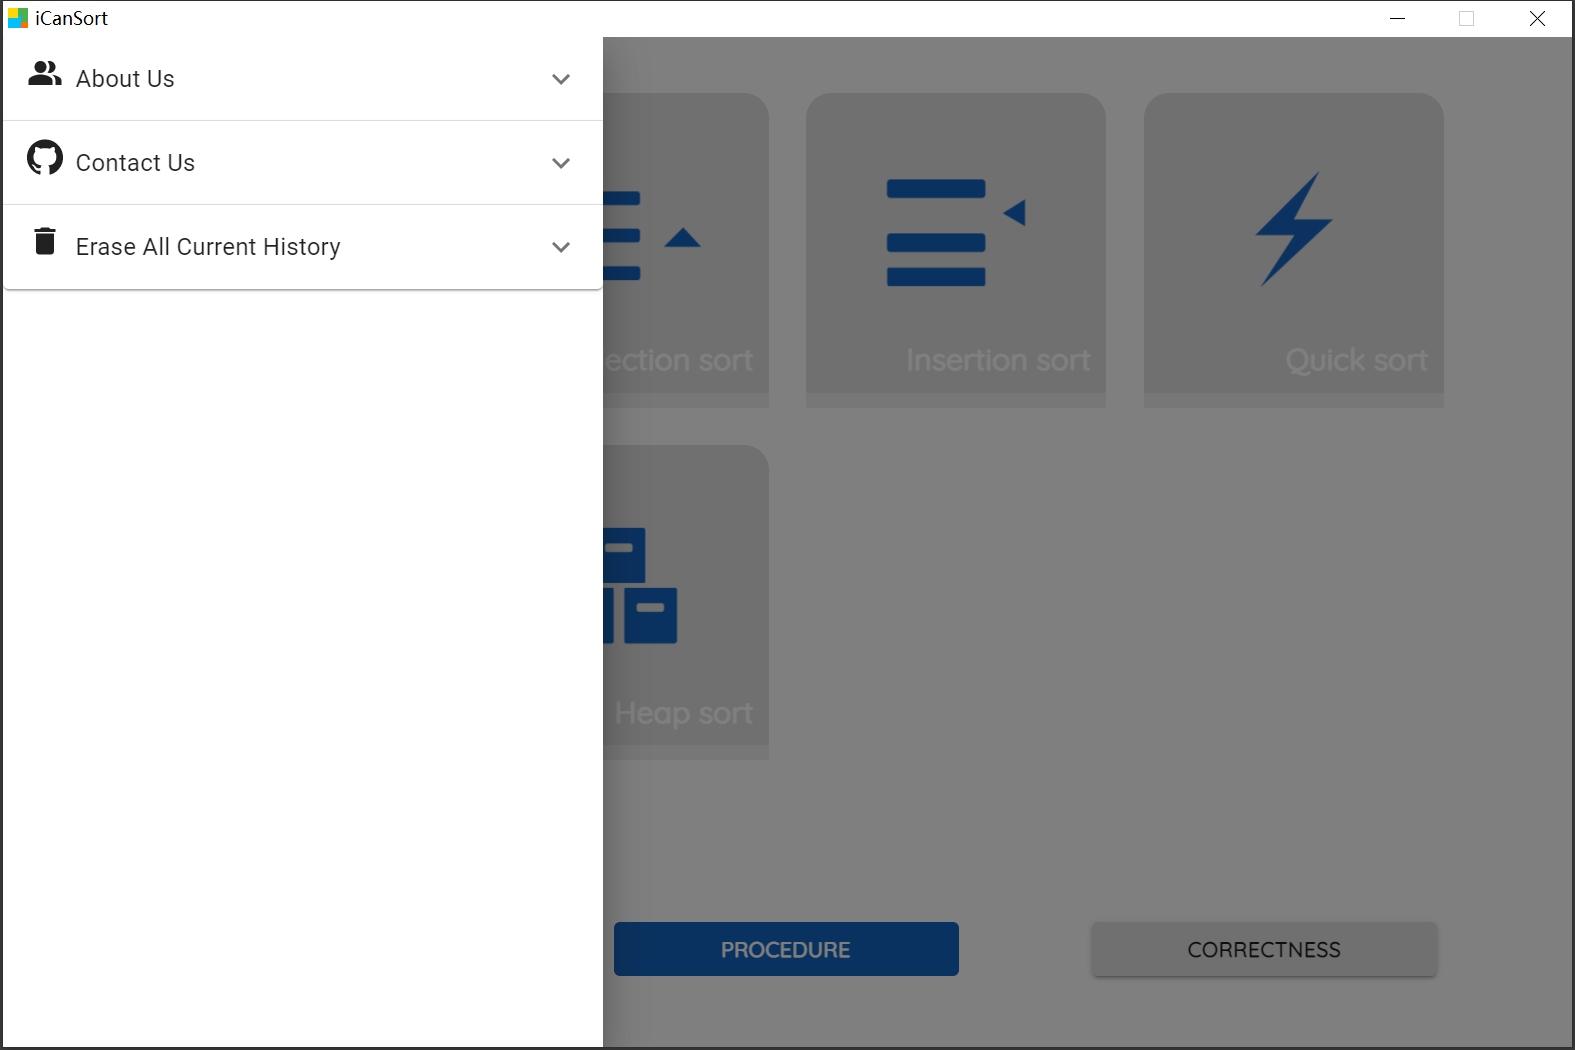 iCanSort
About Us
Contact Us
Erase All Current History
ection sort
Insertion sort
Quick sort
Heap sort
PROCEDURE
CORRECTNESS